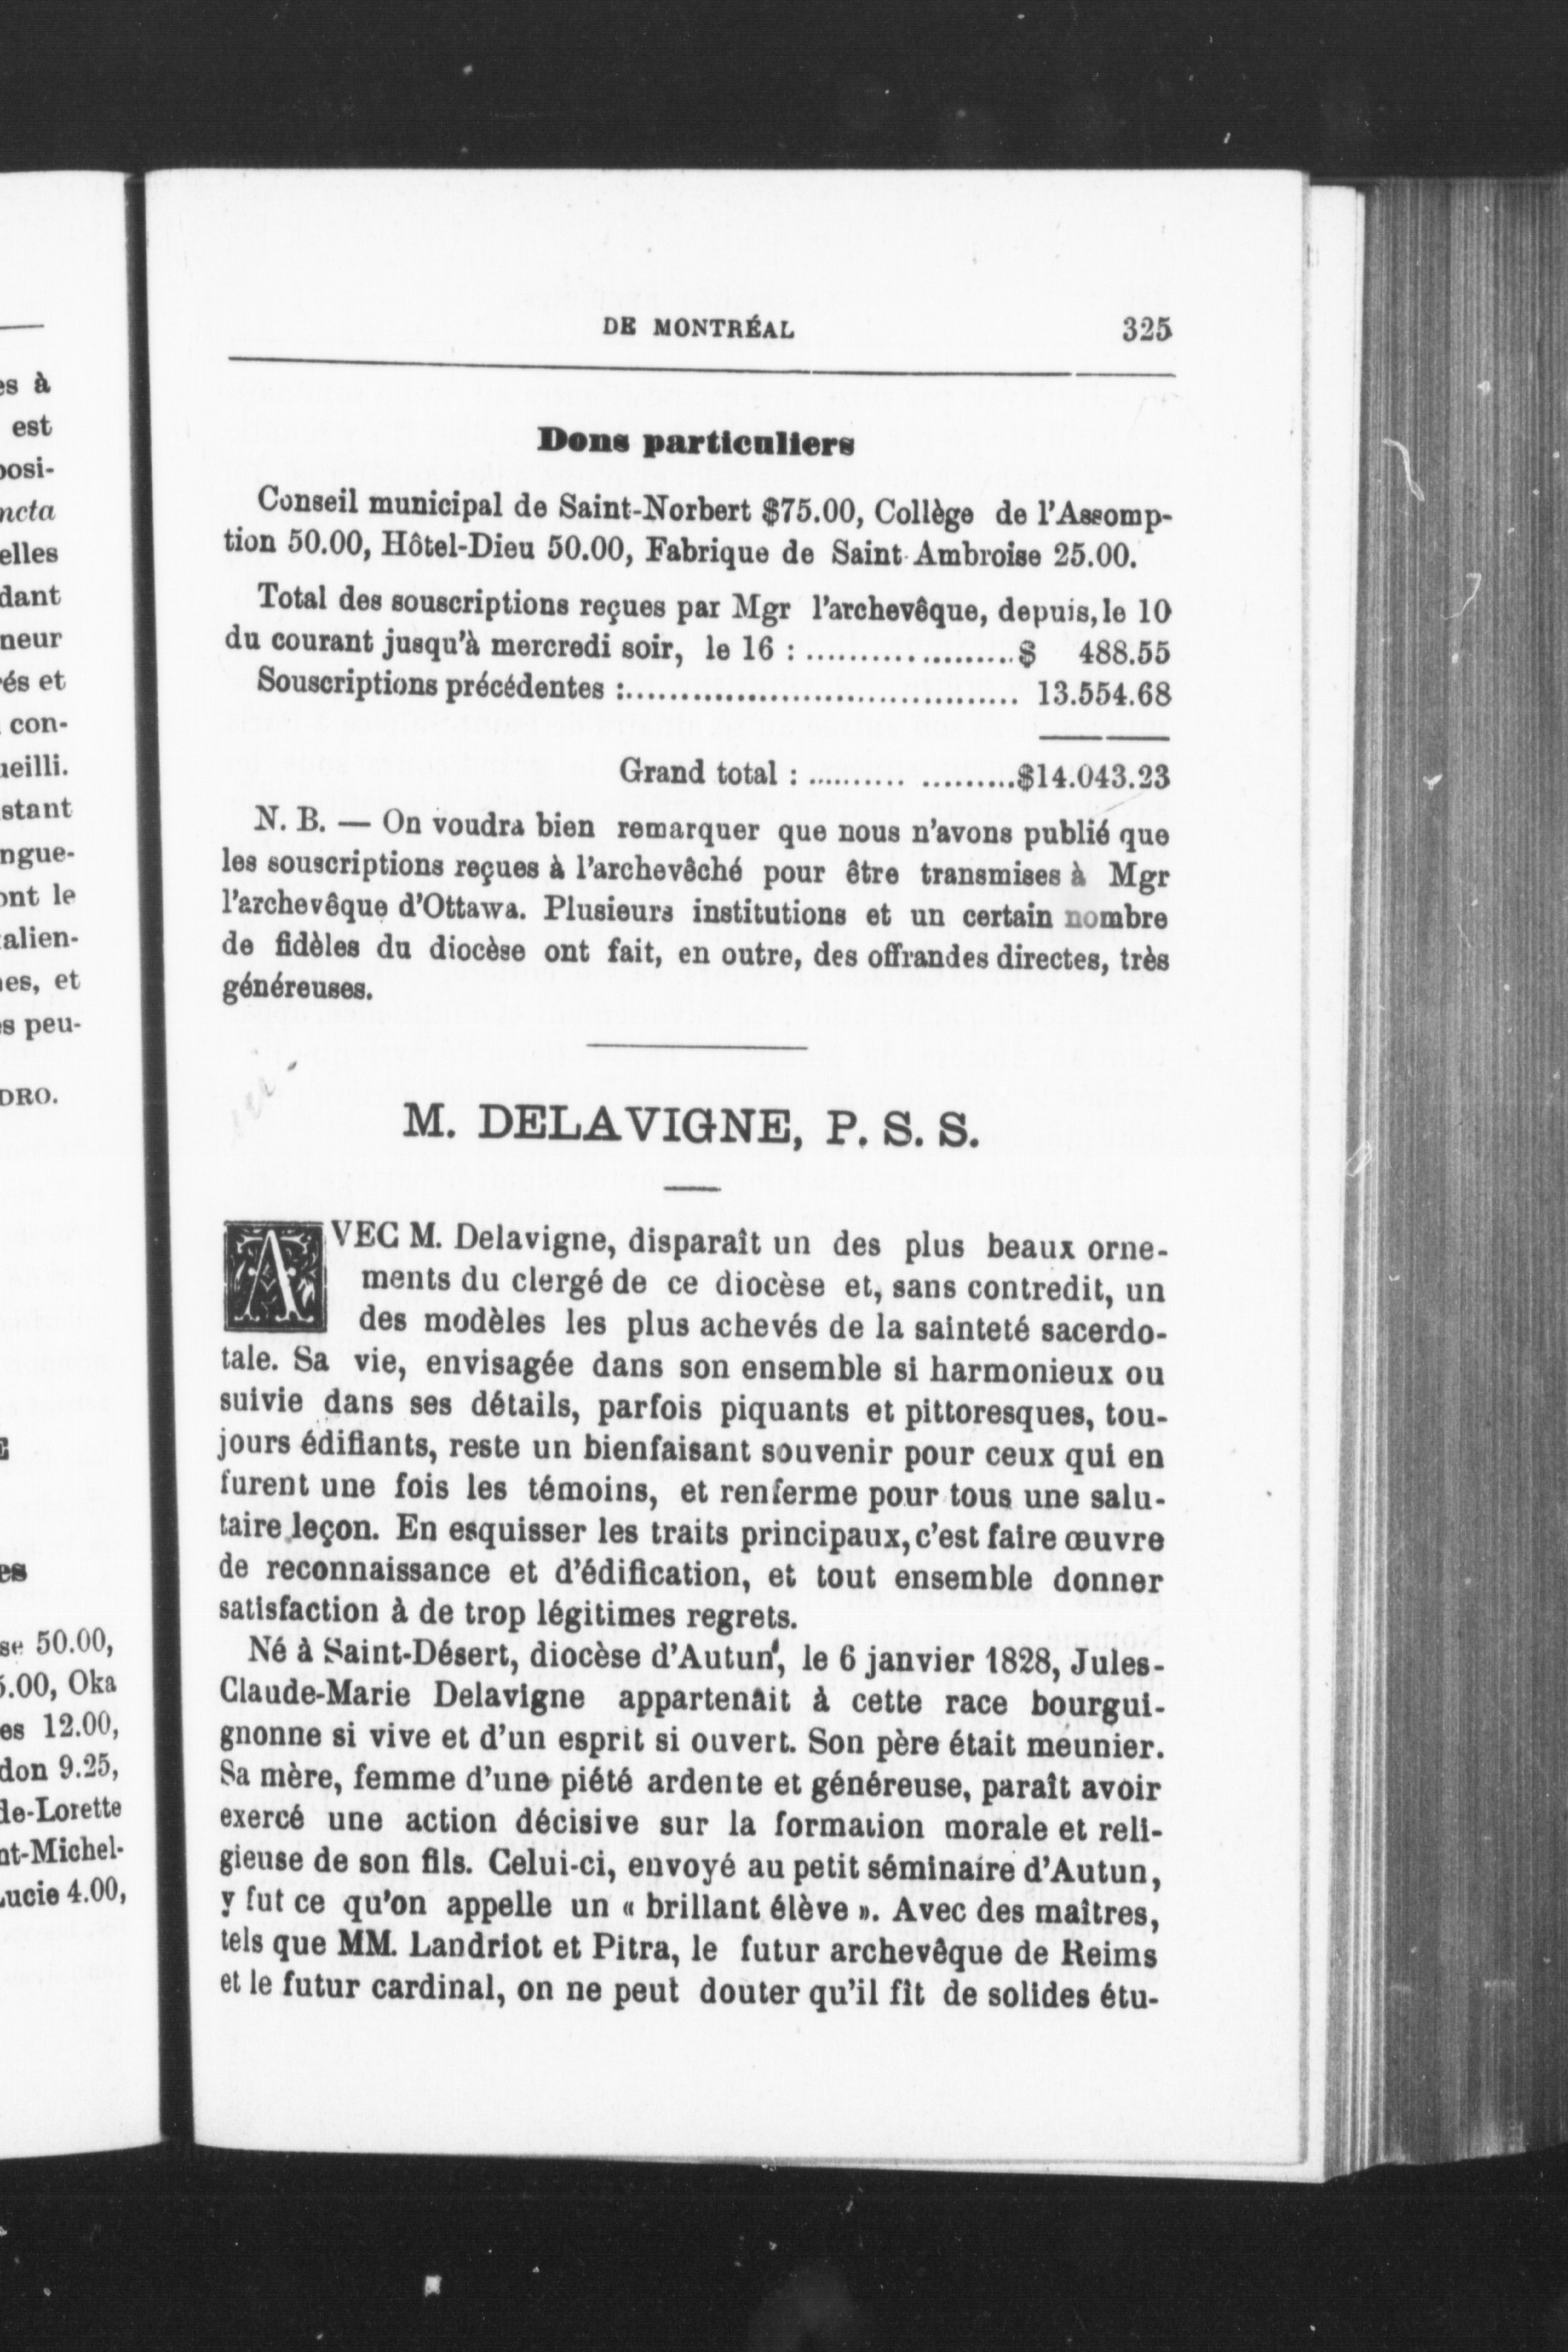 DE MONTRÉAL 325
Dons particuliers
Conseil municipal de Saint-Norbert $75.00, Collège de l'Assomp-
tion 50.00, Hôtel-Dieu 50.00, Fabrique de Saint-Ambroise 25.00.
Total des souscriptions reçues par Mgr l'archevêque, depuis, le 10
du courant jusqu'à mercredi soir, le 16 : ......................$ 488.55
Souscriptions précédentes :...................................... 13.554.68
Grand total : .......... .........$14.043.23
N. B. — On voudra bien remarquer que nous n'avons publié que
les souscriptions reçues à l'archevêché pour être transmises à Mgr
l'archevêque d'Ottawa. Plusieurs institutions et un certain nombre
de fidèles du diocèse ont fait, en outre, des offrandes directes, très
généreuses.
M. DELAVIGNE, P. S. S.
AVEC M. Delavigne, disparaît un des plus beaux orne-
ments du clergé de ce diocèse et, sans contredit, un
des modèles les plus achevés de la sainteté sacerdo-
tale. Sa vie, envisagée dans son ensemble si harmonieux ou
suivie dans ses détails, parfois piquants et pittoresques, tou-
jours édifiants, reste un bienfaisant souvenir pour ceux qui en
furent une fois les témoins, et renferme pour tous une salu-
taire leçon. En esquisser les traits principaux, c'est faire œuvre
de reconnaissance et d'édification, et tout ensemble donner
satisfaction à de trop légitimes regrets.
Né à Saint-Désert, diocèse d'Autun, le 6 janvier 1828, Jules-
Claude-Marie Delavigne appartenait à cette race bourgui-
gnonne si vive et d'un esprit si ouvert. Son père était meunier.
Sa mère, femme d'une piété ardente et généreuse, paraît avoir
exercé une action décisive sur la formation morale et reli-
gieuse de son fils. Celui-ci, envoyé au petit séminaire d'Autun,
y fut ce qu'on appelle un « brillant élève ». Avec des maîtres,
tels que MM. Landriot et Pitra, le futur archevêque de Reims
et le futur cardinal, on ne peut douter qu'il fît de solides étu-